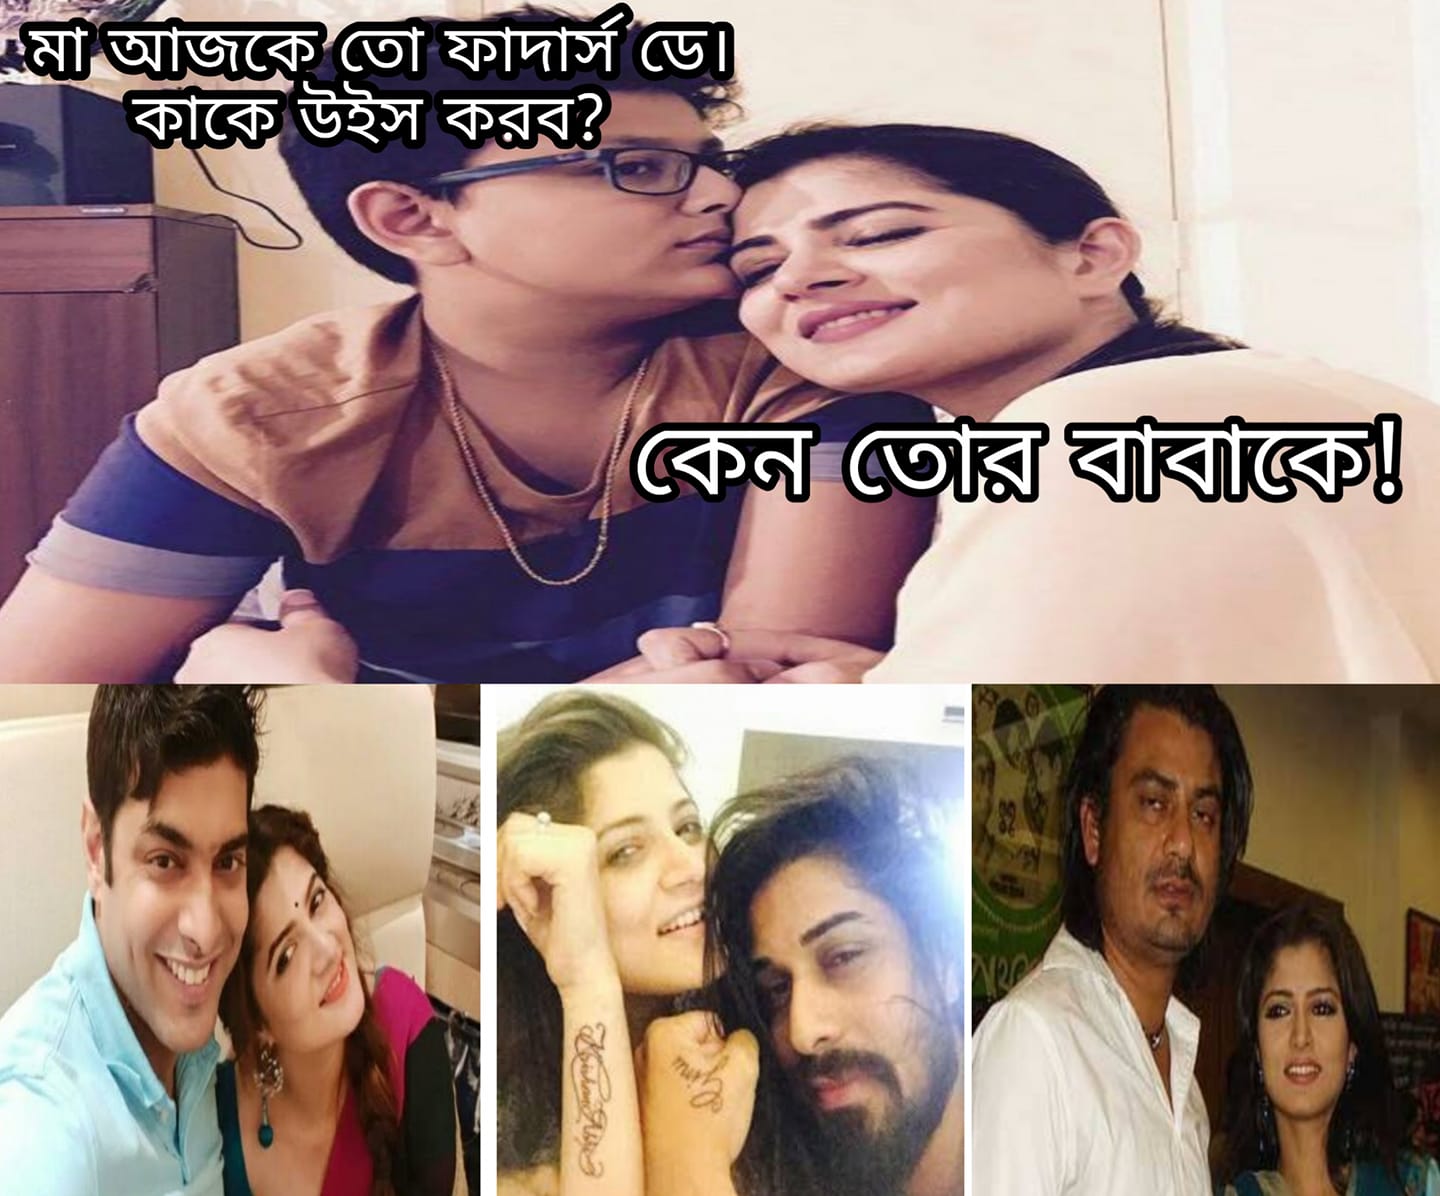 মা আজকে তো ফাদার্স ডে।
কাকে উইস করব?
কেন তোর বাবাকে!